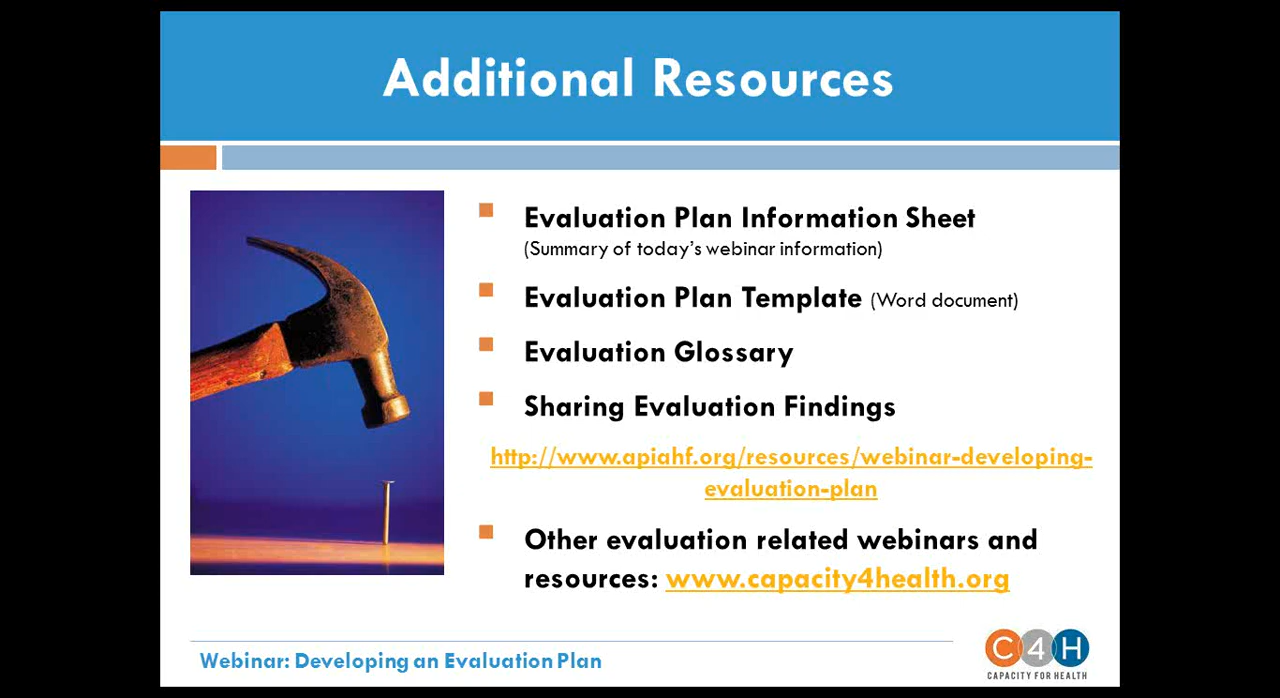 Additional Resources
Evaluation Plan Information Sheet
(Summary of today's webinar information)
Evaluation Plan Template (Word document)
Evaluation Glossary
Sharing Evaluation Findings
http://www.apiahf.org/resources/webinar-developing-
evaluation-plan
Other evaluation related webinars and
resources: www.capacity4health.org
Webinar: Developing an Evaluation Plan
C4H
CAPACITY FOR HEALTH